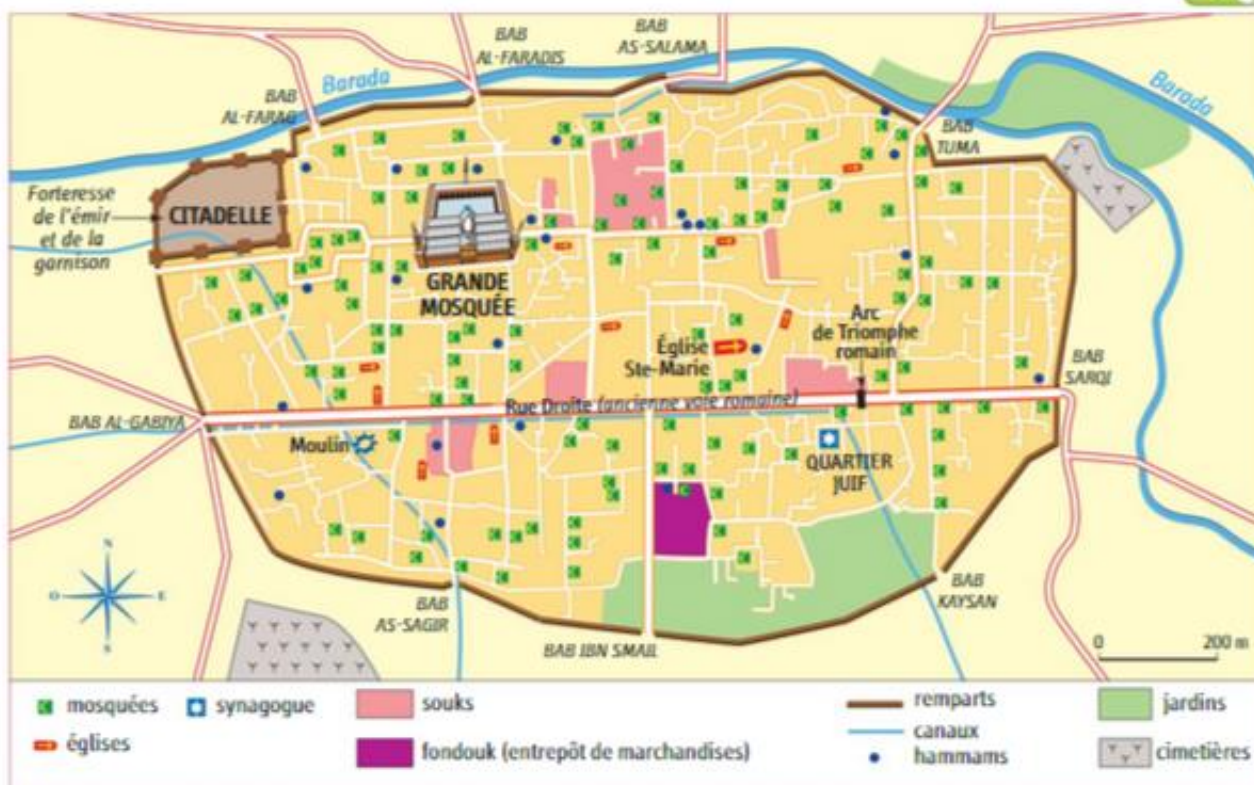 BAB
AS-SALAMA
BAB
AL-FARADIS
Barada
BAB
AL-FARAG
Barada
BAB
TUMA
Forteresse
de l'émir
et de la
garnison
CITADELLE
GRANDE
MOSQUÉE
Arc
de Triomphe
romain
Église
Ste-Marie
BAB
SARQI
Rue Droite (ancienne voie romaine)
BAB AL-GABIYA
Moulin
QUARTIER
JUIF
N
O
E
S
BAB
KAYSAN
BAB
AS-SAGIR
BAB IBN SMAIL
0 200 m
mosquées
synagogue
souks
remparts
jardins
églises
fondouk (entrepôt de marchandises)
canaux
hammams
cimetières